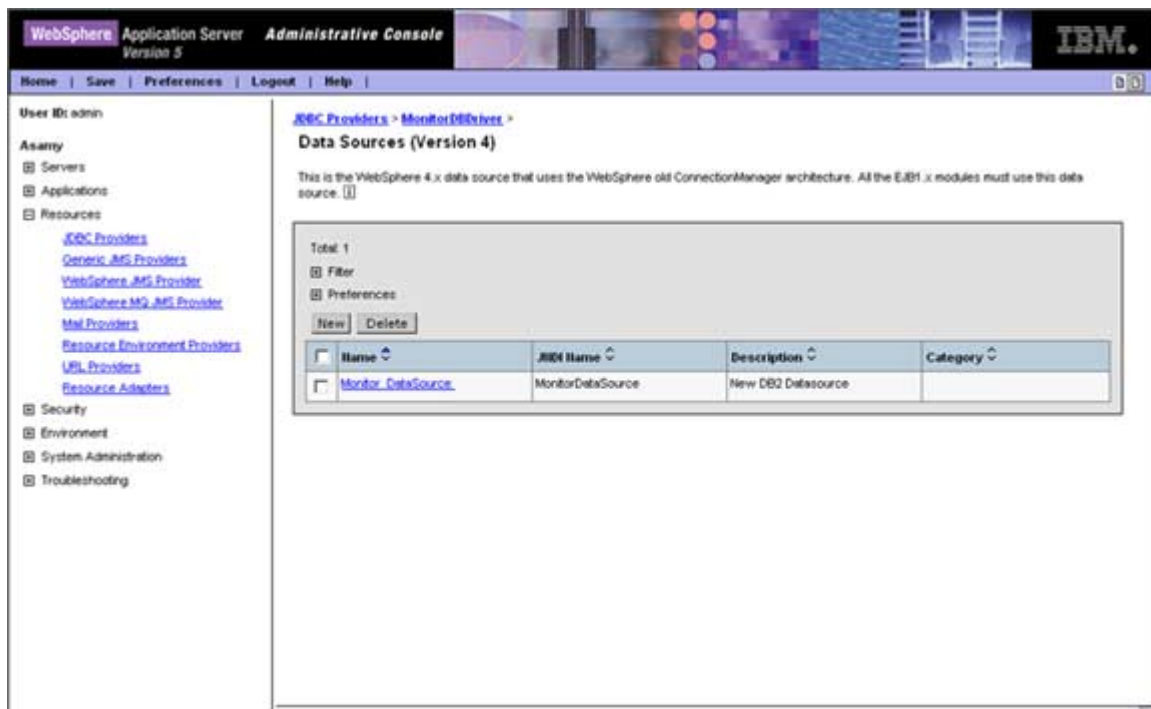 WebSphere Application Server Administrative Console
Version 5
IBM.
Home | Save | Preferences | Logout | Help |
User ID: admin
Asamy
Servers
Applications
Resources
JDBC Providers
Generic JMS Providers
WebSphere JMS Provider
WebSphere MQ JMS Provider
Mail Providers
Resource Environment Providers
URL Providers
Resource Adapters
Security
Environment
System Administration
Troubleshooting
JDBC Providers > MonitorDBDriver >
Data Sources (Version 4)
This is the WebSphere 4.x data source that uses the WebSphere old ConnectionManager architecture. All the EJB1.x modules must use this data
source. i
Total: 1
Filter
Preferences
New Delete
Name JNDI Name Description Category
Monitor_DataSource MonitorDataSource New DB2 Datasource